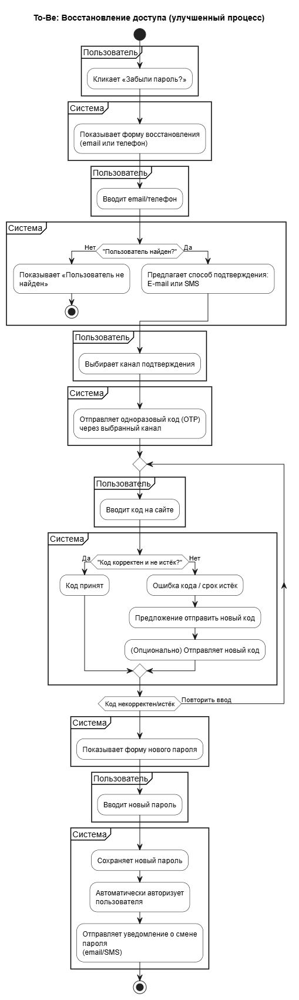 To-Be: Восстановление доступа (улучшенный процесс)
Пользователь
Кликает «Забыли пароль?»
Система
Показывает форму восстановления
(email или телефон)
Пользователь
Вводит email/телефон
Система
Нет
"Пользователь найден?"
Да
Показывает «Пользователь не
найден»
Предлагает способ подтверждения:
E-mail или SMS
Пользователь
Выбирает канал подтверждения
Система
Отправляет одноразовый код (OTP)
через выбранный канал
Пользователь
Вводит код на сайте
Система
Да
"Код корректен и не истёк?"
Нет
Код принят
Ошибка кода / срок истёк
Предложение отправить новый код
(Опционально) Отправляет новый код
Код некорректен/истёк
Повторить ввод
Система
Показывает форму нового пароля
Пользователь
Вводит новый пароль
Система
Сохраняет новый пароль
Автоматически авторизует
пользователя
Отправляет уведомление о смене
пароля
(email/SMS)